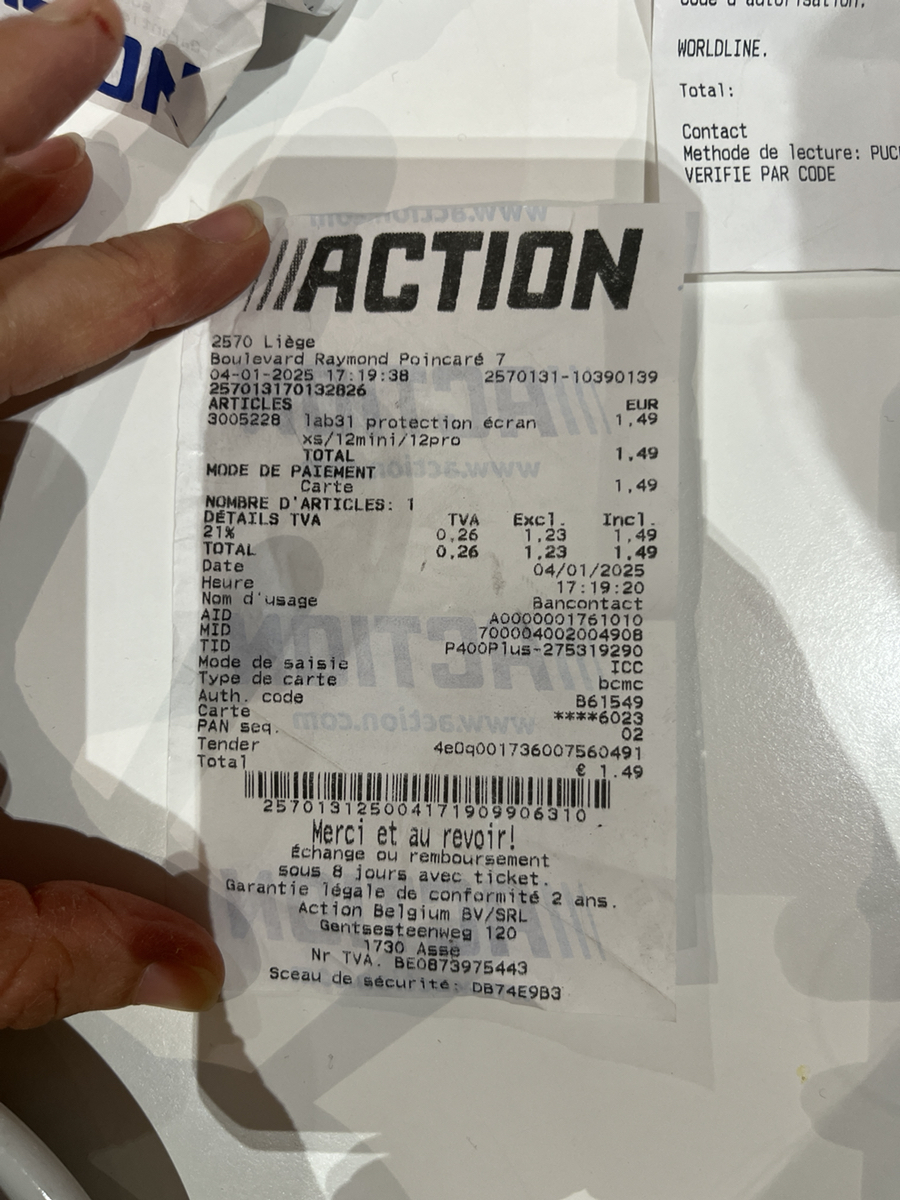 ACTION
2570 Liège
Boulevard Raymond Poincaré 7
04-01-2025 17:19:38 2570131-10390139
257013170132826
ARTICLES EUR
3005228 lab31 protection écran 1,49
xs/12mini/12pro
TOTAL 1,49
MODE DE PAIEMENT
Carte 1,49
NOMBRE D'ARTICLES: 1
DÉTAILS TVA TVA Excl. Incl.
21% 0,26 1,23 1,49
TOTAL 0,26 1,23 1,49
Date 04/01/2025
Heure 17:19:20
Nom d'usage Bancontact
AID A0000001761010
MID 700004002004908
TID P400Plus-275319290
Mode de saisie ICC
Type de carte bcmc
Auth. code B61549
Carte ****6023
PAN seq. 02
Tender 4e0q001736007560491
Total € 1.49
257013125004171909906310
Merci et au revoir!
Échange ou remboursement
sous 8 jours avec ticket.
Garantie légale de conformité 2 ans.
Action Belgium BV/SRL
Gentsesteenweg 120
1730 Asse
Nr TVA. BE0873975443
Sceau de sécurité: DB74E9B3
Code d'autorisation:
WORLDLINE.
Total:
Contact
Methode de lecture:
VERIFIE PAR CODE